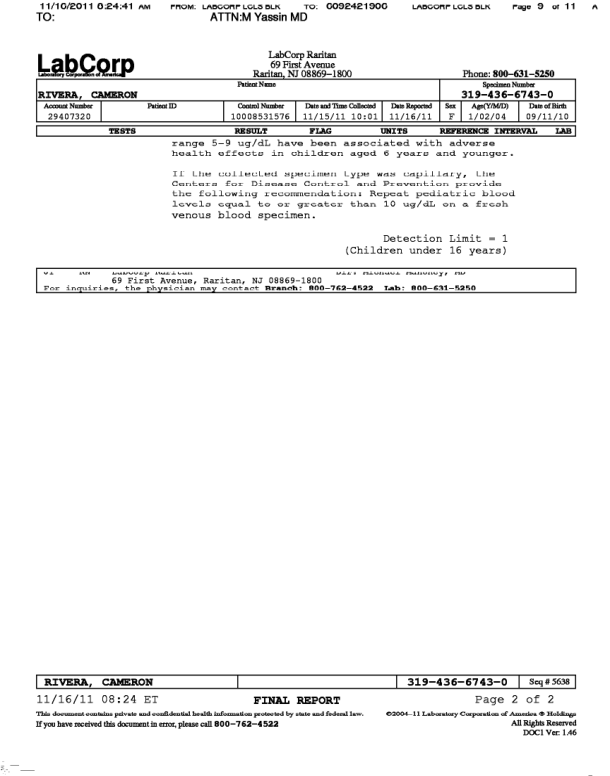 11/16/2011 8:24:41 AM FROM: LABCORP LCLS BLK TO: 6092421906 LABCORP LCLS BLK Page 9 of 11
TO: ATTN:M Yassin MD
LabCorp
Laboratory Corporation of America
LabCorp Raritan
69 First Avenue
Raritan, NJ 08869-1800
Phone: 800-631-5250
Patient Name Specimen Number
RIVERA, CAMERON 319-436-6743-0
Account Number Patient ID Control Number Date and Time Collected Date Reported Sex Age(Y/M/D) Date of Birth
29407320 10008531576 11/15/11 10:01 11/16/11 F 1/02/04 09/11/10
TESTS RESULT FLAG UNITS REFERENCE INTERVAL LAB
range 5-9 ug/dL have been associated with adverse
health effects in children aged 6 years and younger.
If the collected specimen type was capillary, the
Centers for Disease Control and Prevention provide
the following recommendation: Repeat pediatric blood
levels equal to or greater than 10 ug/dL on a fresh
venous blood specimen.
Detection Limit = 1
(Children under 16 years)
01 RN LabCorp Raritan Dir: Michael Mahoney, MD
69 First Avenue, Raritan, NJ 08869-1800
For inquiries, the physician may contact Branch: 800-762-4522 Lab: 800-631-5250
RIVERA, CAMERON 319-436-6743-0 Seq # 5638
11/16/11 08:24 ET FINAL REPORT Page 2 of 2
This document contains private and confidential health information protected by state and federal law. ©2004-11 Laboratory Corporation of America ® Holdings
If you have received this document in error, please call 800-762-4522 All Rights Reserved
DOC1 Ver: 1.46